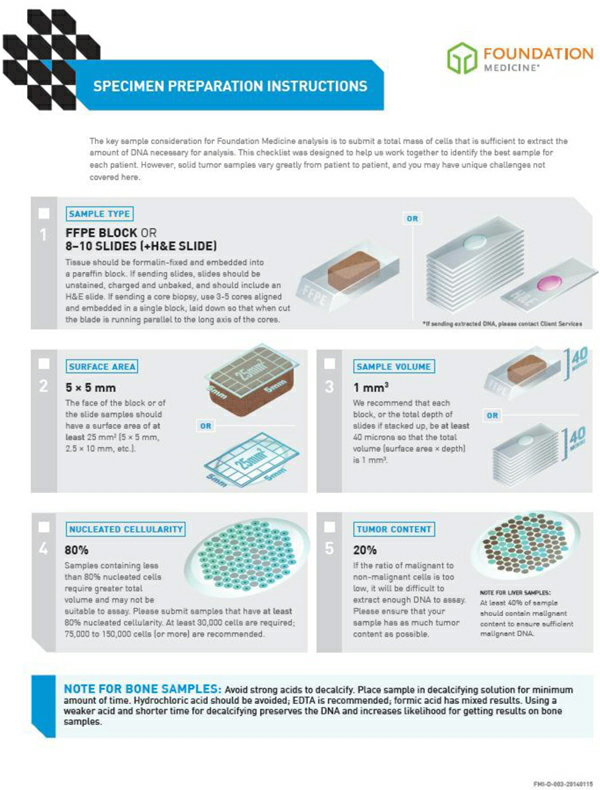 FOUNDATION
MEDICINE®
SPECIMEN PREPARATION INSTRUCTIONS
The key sample consideration for Foundation Medicine analysis is to submit a total mass of cells that is sufficient to extract the
amount of DNA necessary for analysis. This checklist was designed to help us work together to identify the best sample for
each patient. However, solid tumor samples vary greatly from patient to patient, and you may have unique challenges not
covered here.
1
SAMPLE TYPE
FFPE BLOCK OR
8–10 SLIDES (+H&E SLIDE)
Tissue should be formalin-fixed and embedded into
a paraffin block. If sending slides, slides should be
unstained, charged and unbaked, and should include an
H&E slide. If sending a core biopsy, use 3-5 cores aligned
and embedded in a single block, laid down so that when cut
the blade is running parallel to the long axis of the cores.
FFPE
OR
*If sending extracted DNA, please contact Client Services
2
SURFACE AREA
5 × 5 mm
The face of the block or of
the slide samples should
have a surface area of at
least 25 mm² (5 × 5 mm,
2.5 × 10 mm, etc.).
25mm²
5mm
5mm
OR
25mm²
5mm
5mm
3
SAMPLE VOLUME
1 mm³
We recommend that each
block, or the total depth of
slides if stacked up, be at least
40 microns so that the total
volume (surface area × depth)
is 1 mm³.
FFPE
40
MICRONS
OR
40
MICRONS
4
NUCLEATED CELLULARITY
80%
Samples containing less
than 80% nucleated cells
require greater total
volume and may not be
suitable to assay. Please submit samples that have at least
80% nucleated cellularity. At least 30,000 cells are required;
75,000 to 150,000 cells (or more) are recommended.
5
TUMOR CONTENT
20%
If the ratio of malignant to
non-malignant cells is too
low, it will be difficult to
extract enough DNA to assay.
Please ensure that your
sample has as much tumor
content as possible.
NOTE FOR LIVER SAMPLES:
At least 40% of sample
should contain malignant
content to ensure sufficient
malignant DNA.
NOTE FOR BONE SAMPLES: Avoid strong acids to decalcify. Place sample in decalcifying solution for minimum
amount of time. Hydrochloric acid should be avoided; EDTA is recommended; formic acid has mixed results. Using a
weaker acid and shorter time for decalcifying preserves the DNA and increases likelihood for getting results on bone
samples.
FMI-D-003-20140115